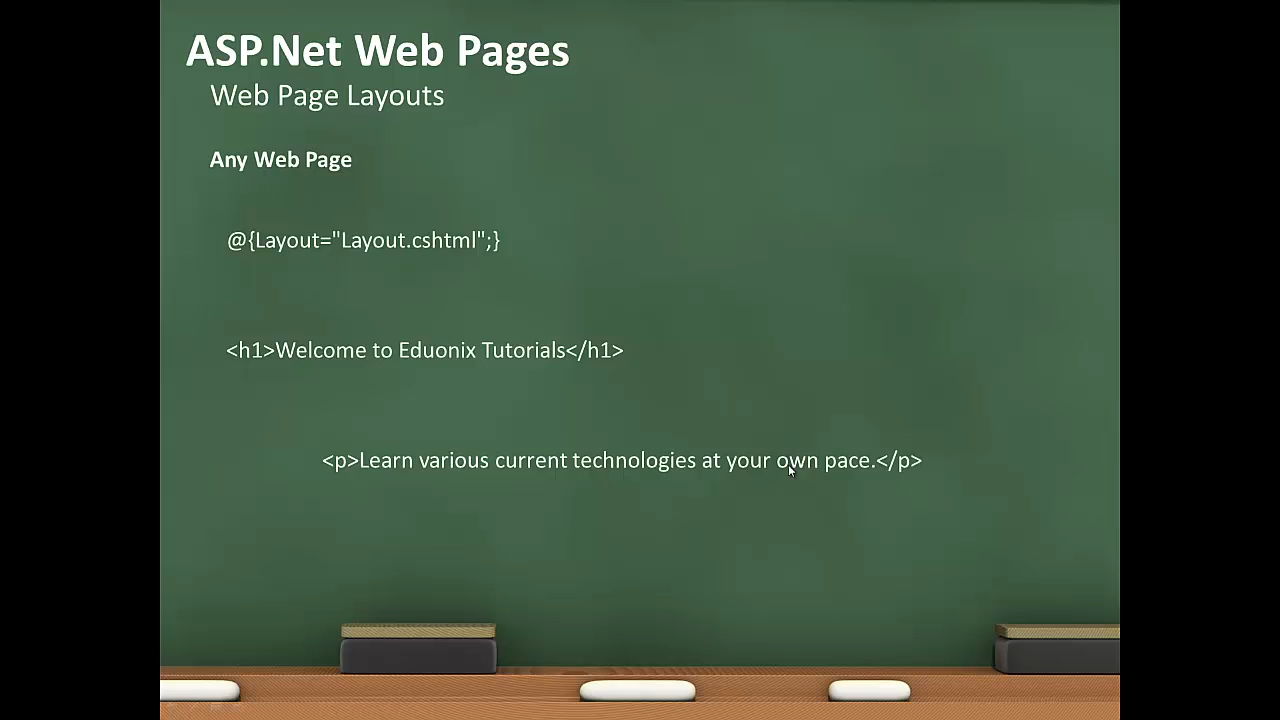 ASP.Net Web Pages
Web Page Layouts
Any Web Page
@{Layout="Layout.cshtml";}
<h1>Welcome to Eduonix Tutorials</h1>
<p>Learn various current technologies at your own pace.</p>